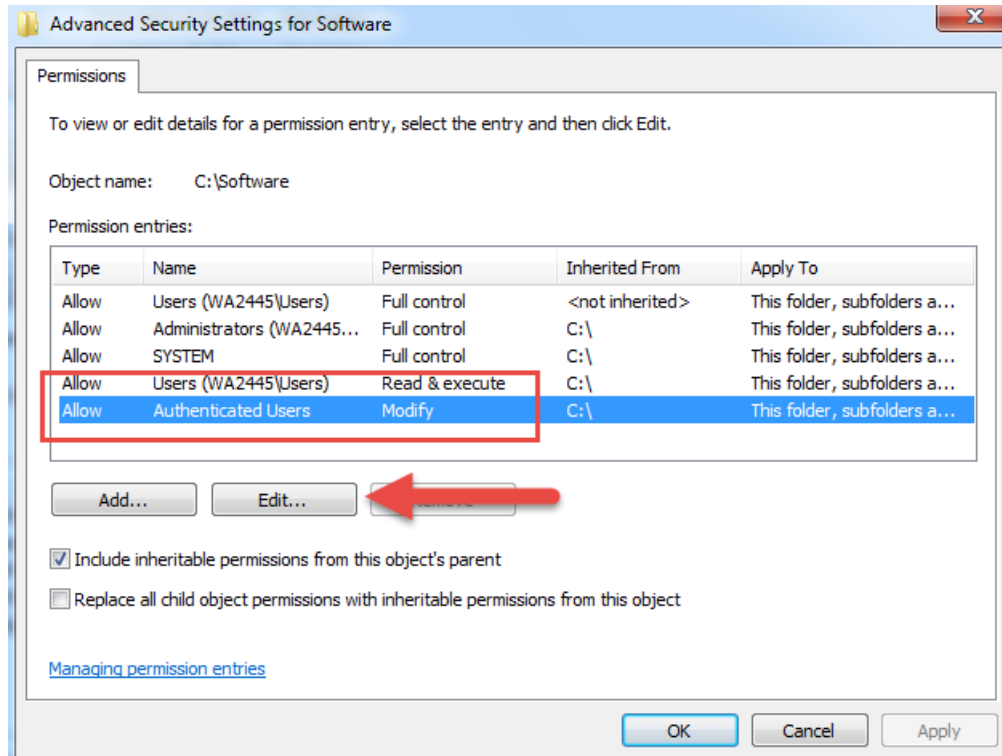 Advanced Security Settings for Software
Permissions
To view or edit details for a permission entry, select the entry and then click Edit.
Object name: C:\Software
Permission entries:
Type Name Permission Inherited From Apply To
Allow Users (WA2445\Users) Full control <not inherited> This folder, subfolders a...
Allow Administrators (WA2445... Full control C:\ This folder, subfolders a...
Allow SYSTEM Full control C:\ This folder, subfolders a...
Allow Users (WA2445\Users) Read & execute C:\ This folder, subfolders a...
Allow Authenticated Users Modify C:\ This folder, subfolders a...
Add... Edit...
Include inheritable permissions from this object's parent
Replace all child object permissions with inheritable permissions from this object
Managing permission entries
OK Cancel Apply